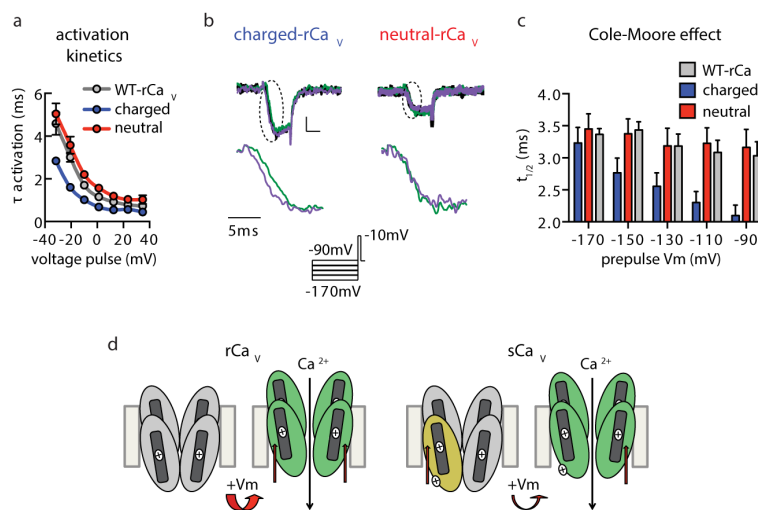 a
activation
kinetics
τ activation (ms)
6
4
2
0
-40
-20
0
20
40
voltage pulse (mV)
WT-rCa v
charged
neutral
b
charged-rCa v
neutral-rCa v
5ms
-10mV
-90mV
-170mV
c
Cole-Moore effect
WT-rCa
charged
neutral
t1/2 (ms)
4.0
3.5
3.0
2.5
2.0
-170
-150
-130
-110
-90
prepulse Vm (mV)
d
rCa v
Ca 2+
+Vm
sCa v
Ca 2+
+Vm